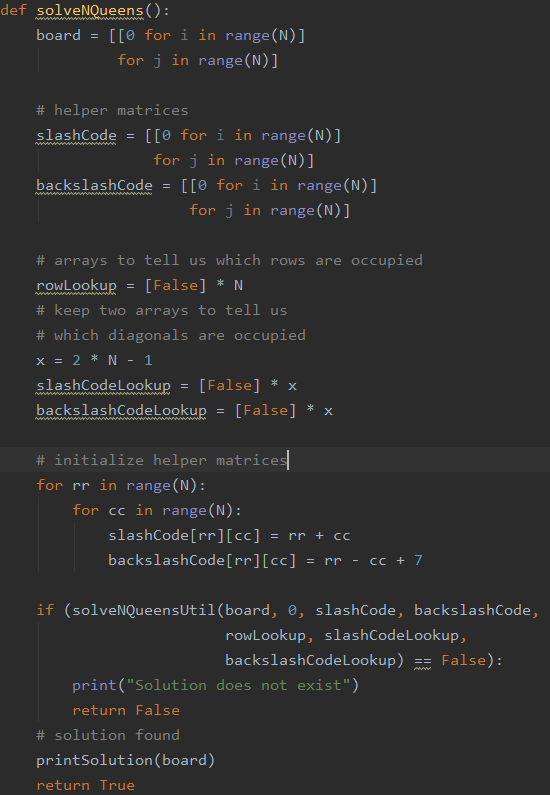 def solveNQueens():
    board = [[0 for i in range(N)]
             for j in range(N)]
    # helper matrices
    slashCode = [[0 for i in range(N)]
                 for j in range(N)]
    backslashCode = [[0 for i in range(N)]
                     for j in range(N)]
    # arrays to tell us which rows are occupied
    rowLookup = [False] * N
    # keep two arrays to tell us
    # which diagonals are occupied
    x = 2 * N - 1
    slashCodeLookup = [False] * x
    backslashCodeLookup = [False] * x
    # initialize helper matrices
    for rr in range(N):
        for cc in range(N):
            slashCode[rr][cc] = rr + cc
            backslashCode[rr][cc] = rr - cc + 7
    if (solveNQueensUtil(board, 0, slashCode, backslashCode,
                         rowLookup, slashCodeLookup,
                         backslashCodeLookup) == False):
        print("Solution does not exist")
        return False
    # solution found
    printSolution(board)
    return True